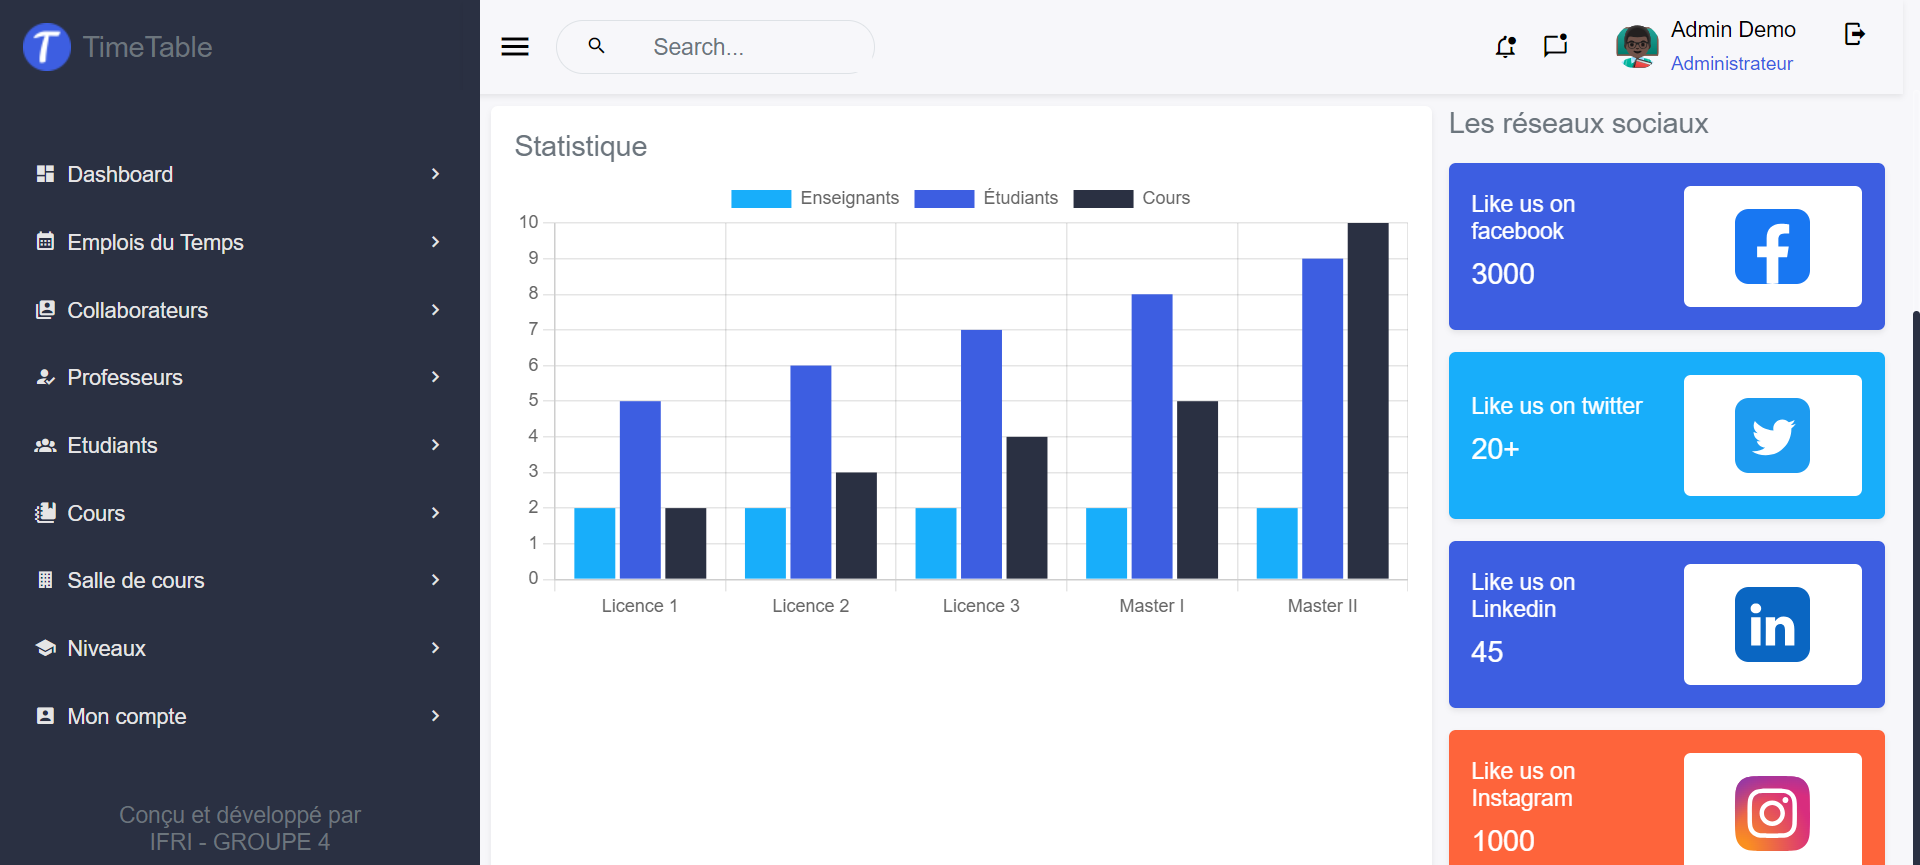 TimeTable
Dashboard
Emplois du Temps
Collaborateurs
Professeurs
Etudiants
Cours
Salle de cours
Niveaux
Mon compte
Conçu et développé par
IFRI - GROUPE 4
Search...
Admin Demo
Administrateur
Statistique
Enseignants Étudiants Cours
10
9
8
7
6
5
4
3
2
1
0
Licence 1 Licence 2 Licence 3 Master I Master II
Les réseaux sociaux
Like us on
facebook
3000
Like us on twitter
20+
Like us on
Linkedin
45
Like us on
Instagram
1000